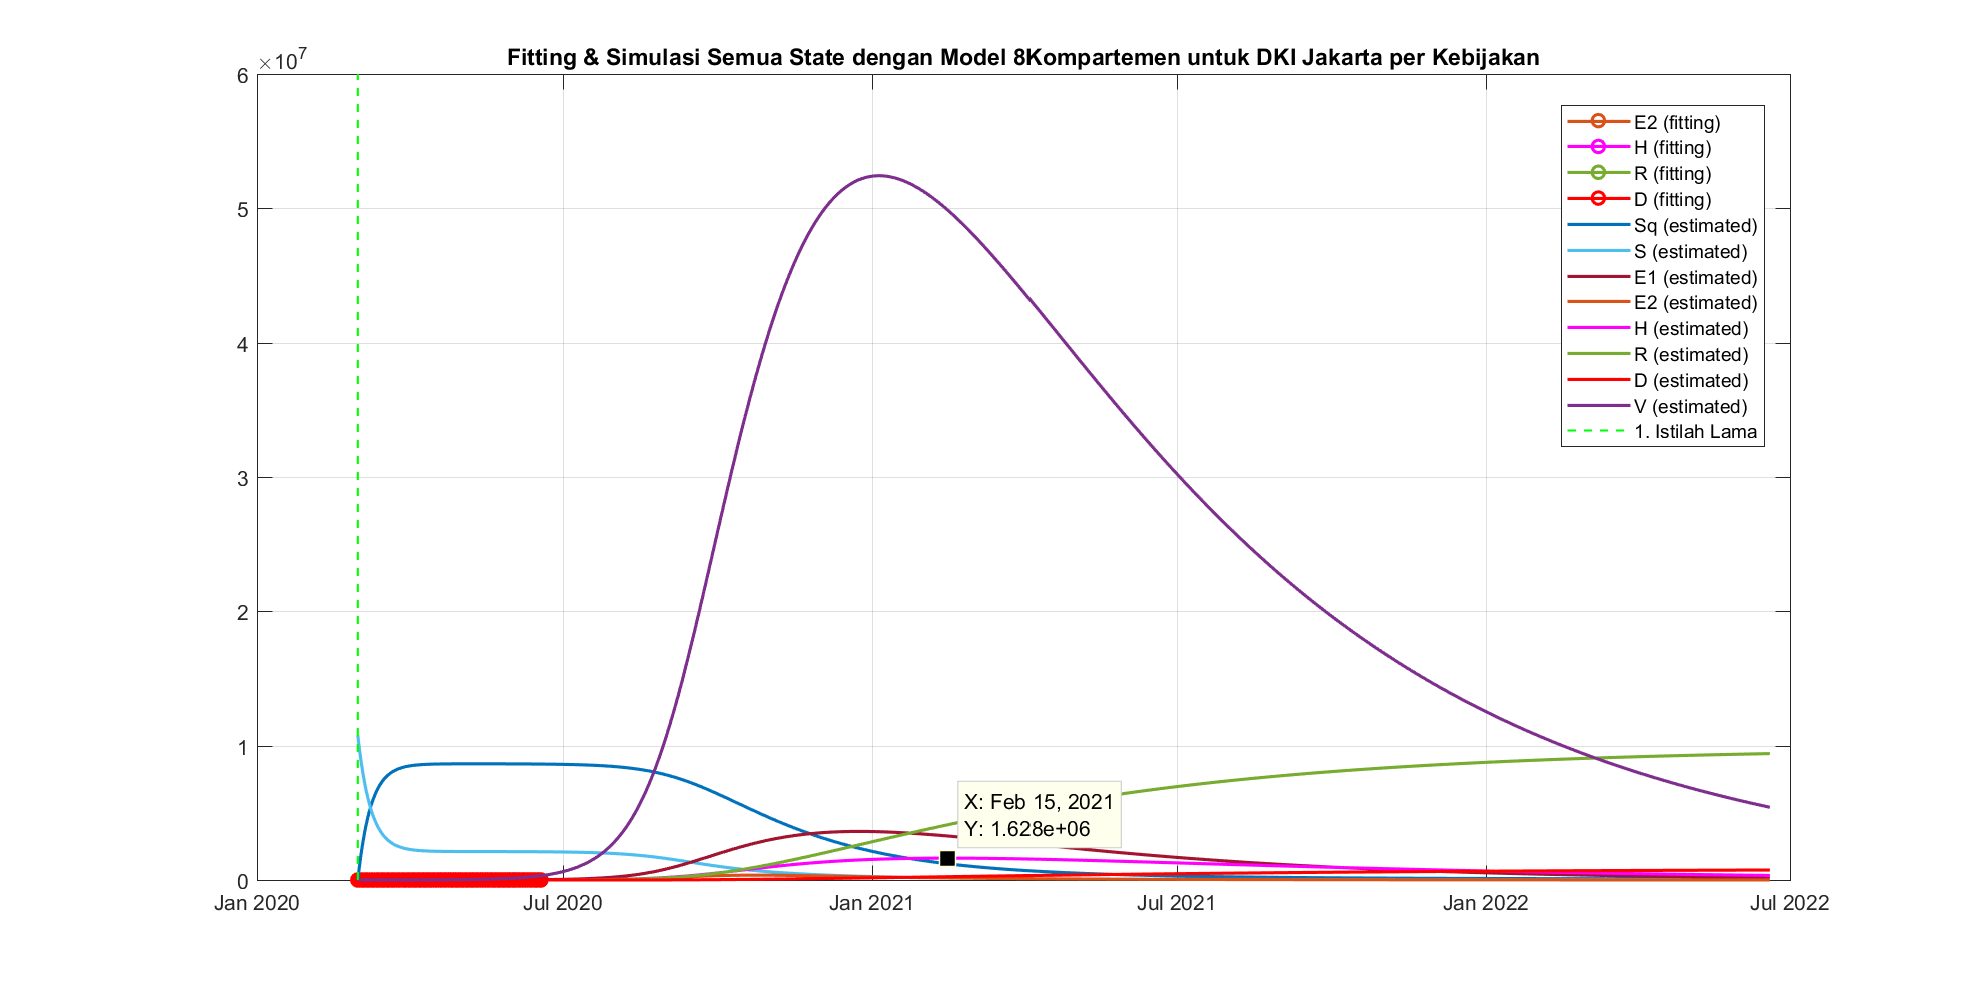 Fitting & Simulasi Semua State dengan Model 8Kompartemen untuk DKI Jakarta per Kebijakan
×10^7
6
5
4
3
2
1
0
Jan 2020
Jul 2020
Jan 2021
Jul 2021
Jan 2022
Jul 2022
E2 (fitting)
H (fitting)
R (fitting)
D (fitting)
Sq (estimated)
S (estimated)
E1 (estimated)
E2 (estimated)
H (estimated)
R (estimated)
D (estimated)
V (estimated)
1. Istilah Lama
X: Feb 15, 2021
Y: 1.628e+06